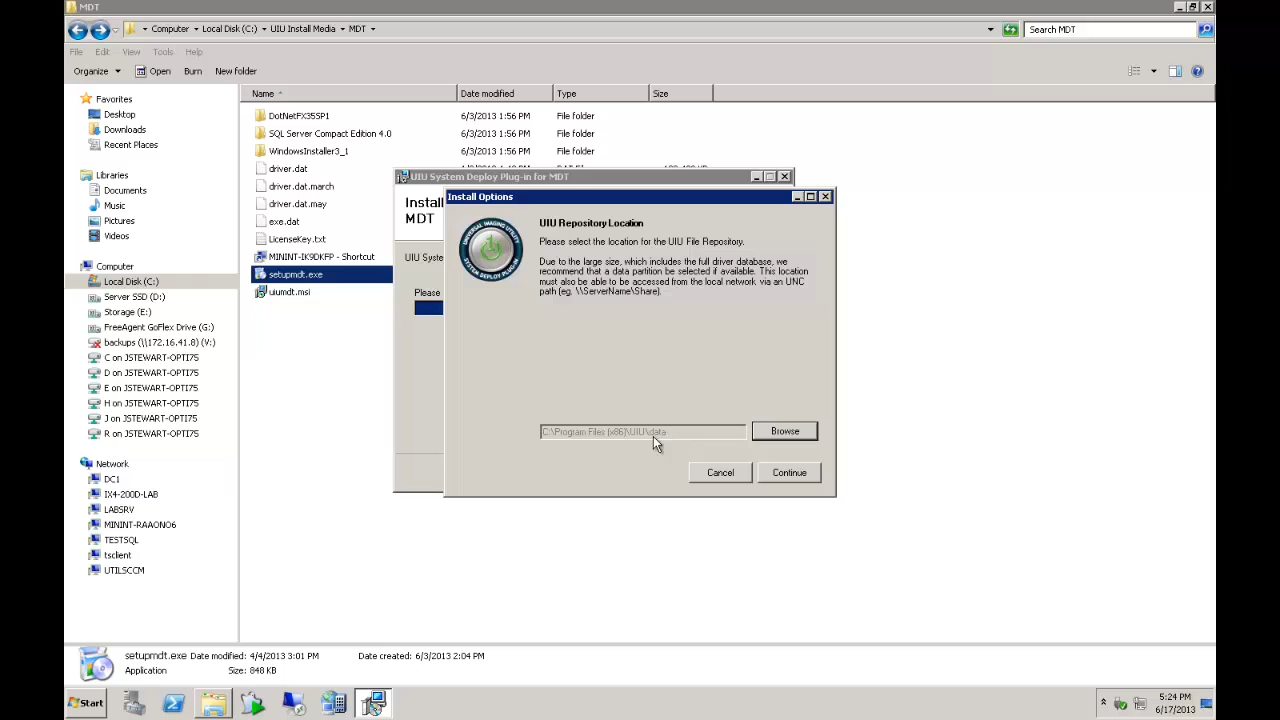 MDT
Computer
Local Disk (C:)
UIU Install Media
MDT
Search MDT
File
Edit
View
Tools
Help
Organize
Open
Burn
New folder
Name
Date modified
Type
Size
Favorites
Desktop
Downloads
Recent Places
Libraries
Documents
Music
Pictures
Videos
Computer
Local Disk (C:)
Server SSD (D:)
Storage (E:)
FreeAgent GoFlex Drive (G:)
backups (\\172.16.41.8) (V:)
C on JSTEWART-OPTI75
D on JSTEWART-OPTI75
E on JSTEWART-OPTI75
H on JSTEWART-OPTI75
J on JSTEWART-OPTI75
R on JSTEWART-OPTI75
Network
DC1
IX4-200D-LAB
LABSRV
MININT-RAAONO6
TESTSQL
tsclient
UTILSCCM
DotNetFX35SP1 6/3/2013 1:56 PM File folder
SQL Server Compact Edition 4.0 6/3/2013 1:56 PM File folder
WindowsInstaller3_1 6/3/2013 1:56 PM File folder
driver.dat
driver.dat.march
driver.dat.may
exe.dat
LicenseKey.txt
MININT-IK9DKFP - Shortcut
setupmdt.exe
uiumdt.msi
UIU System Deploy Plug-in for MDT
Install
MDT
UIU Syste
Please
Install Options
UNIVERSAL IMAGING UTILITY
SYSTEM DEPLOY PLUG-IN
UIU Repository Location
Please select the location for the UIU File Repository.
Due to the large size, which includes the full driver database, we
recommend that a data partition be selected if available. This location
must also be able to be accessed from the local network via an UNC
path (eg. \\ServerName\Share).
C:\Program Files (x86)\UIU\data
Browse
Cancel
Continue
setupmdt.exe Date modified: 4/4/2013 3:01 PM Date created: 6/3/2013 2:04 PM
Application Size: 848 KB
Start
5:24 PM
6/17/2013